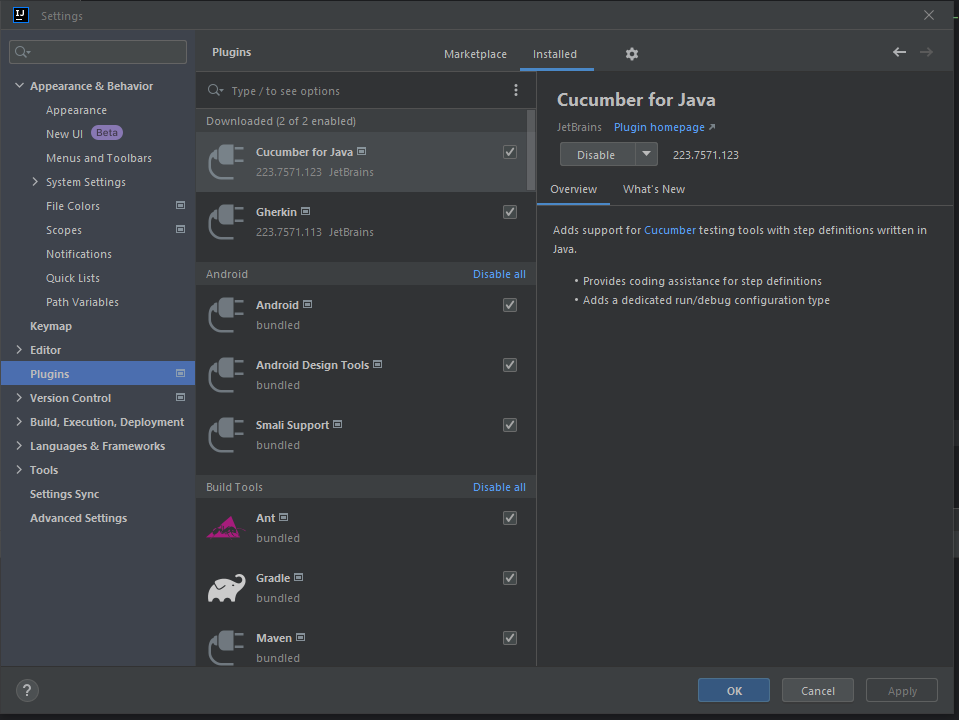 IJ
Settings
Plugins
Marketplace
Installed
Appearance & Behavior
Appearance
New UI Beta
Menus and Toolbars
System Settings
File Colors
Scopes
Notifications
Quick Lists
Path Variables
Keymap
Editor
Plugins
Version Control
Build, Execution, Deployment
Languages & Frameworks
Tools
Settings Sync
Advanced Settings
Type / to see options
Downloaded (2 of 2 enabled)
Cucumber for Java
223.7571.123 JetBrains
Gherkin
223.7571.113 JetBrains
Android Disable all
Android
bundled
Android Design Tools
bundled
Smali Support
bundled
Build Tools Disable all
Ant
bundled
Gradle
bundled
Maven
bundled
Cucumber for Java
JetBrains Plugin homepage ↗
Disable 223.7571.123
Overview What's New
Adds support for Cucumber testing tools with step definitions written in
Java.
• Provides coding assistance for step definitions
• Adds a dedicated run/debug configuration type
?
OK
Cancel
Apply